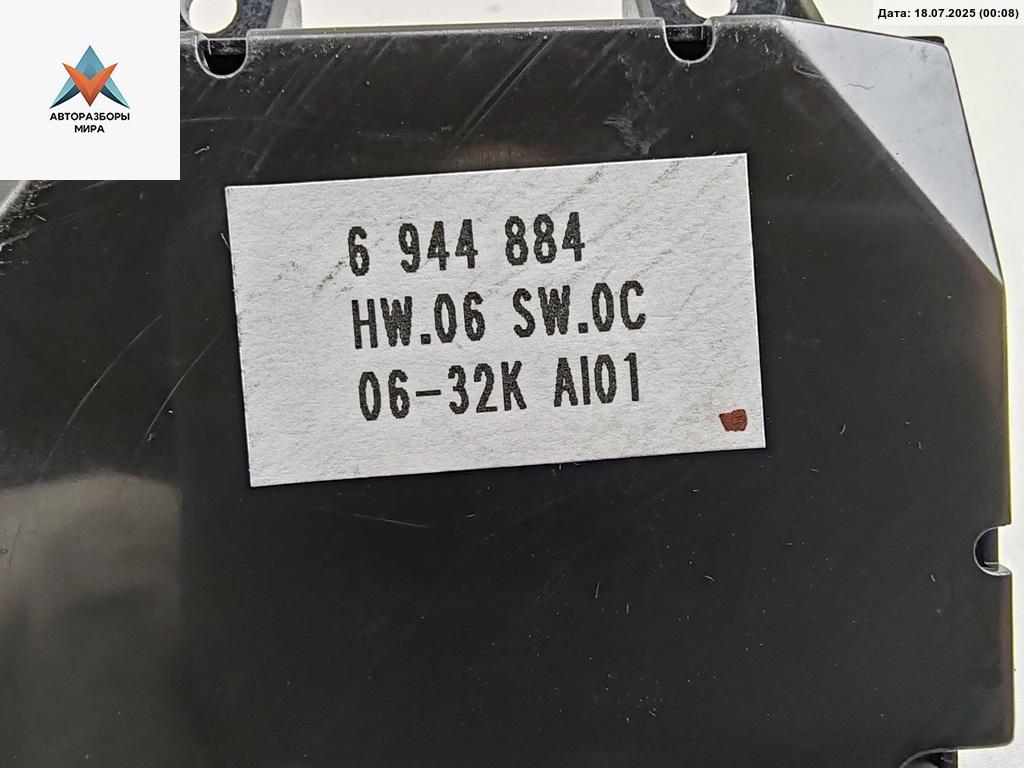 Дата: 18.07.2025 (00:08)
АВТОРАЗБОРЫ
МИРА
6 944 884
HW.06 SW.0C
06-32K AI01